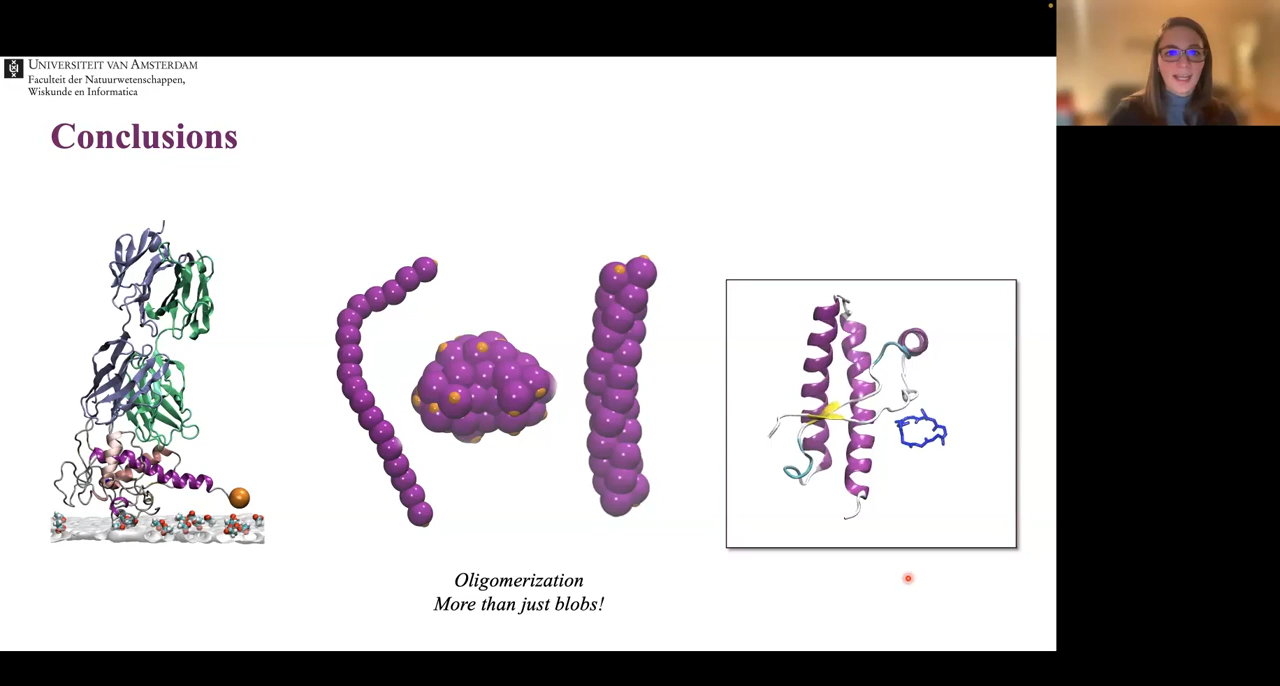 UNIVERSITEIT VAN AMSTERDAM
Faculteit der Natuurwetenschappen,
Wiskunde en Informatica
Conclusions
Oligomerization
More than just blobs!